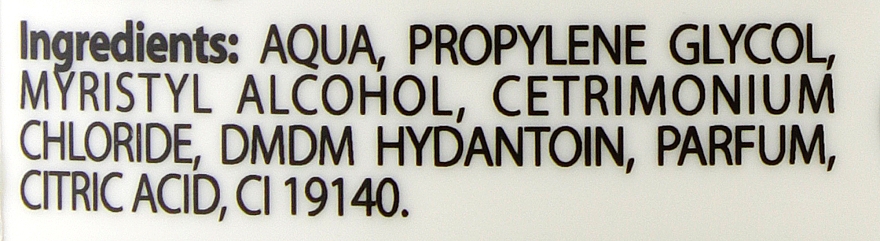 Ingredients: AQUA, PROPYLENE GLYCOL,
MYRISTYL ALCOHOL, CETRIMONIUM
CHLORIDE, DMDM HYDANTOIN, PARFUM,
CITRIC ACID, CI 19140.